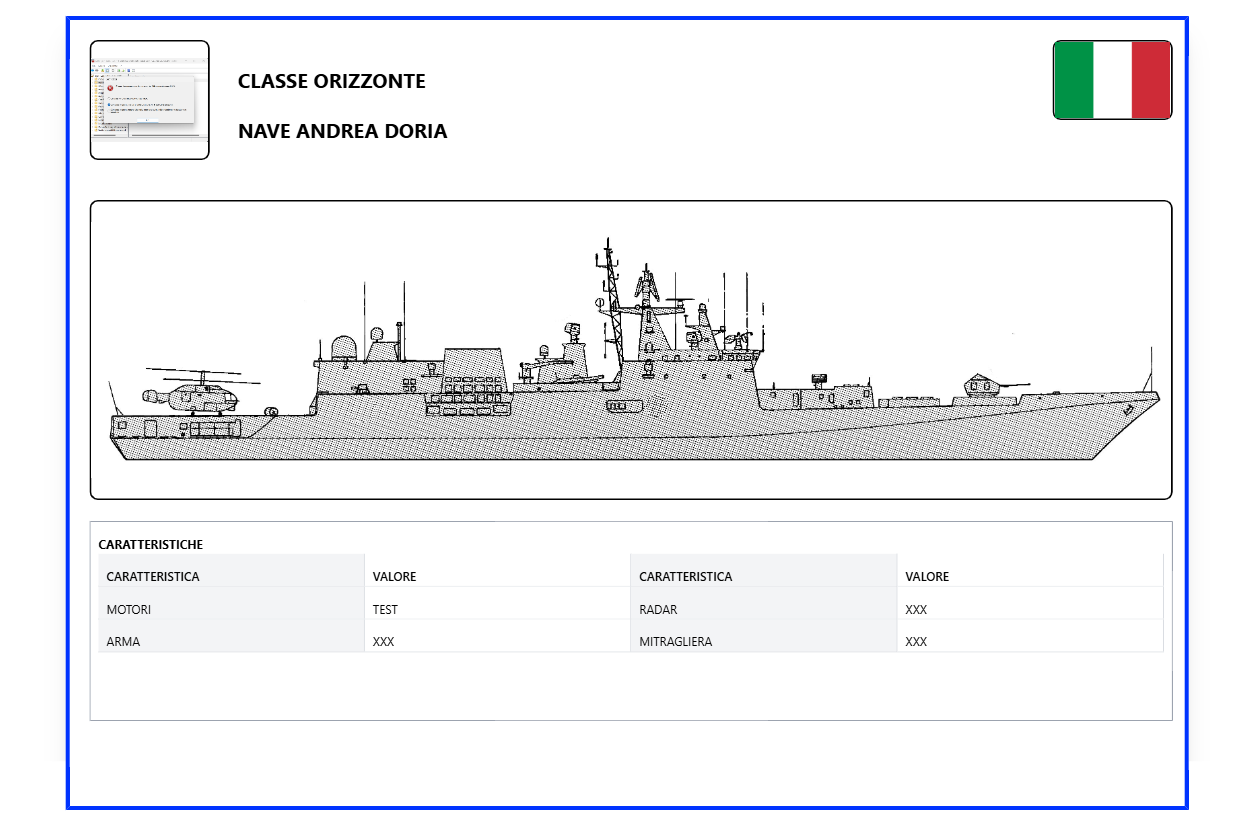 CLASSE ORIZZONTE
NAVE ANDREA DORIA
CARATTERISTICHE
CARATTERISTICA VALORE CARATTERISTICA VALORE
MOTORI TEST RADAR XXX
ARMA XXX MITRAGLIERA XXX